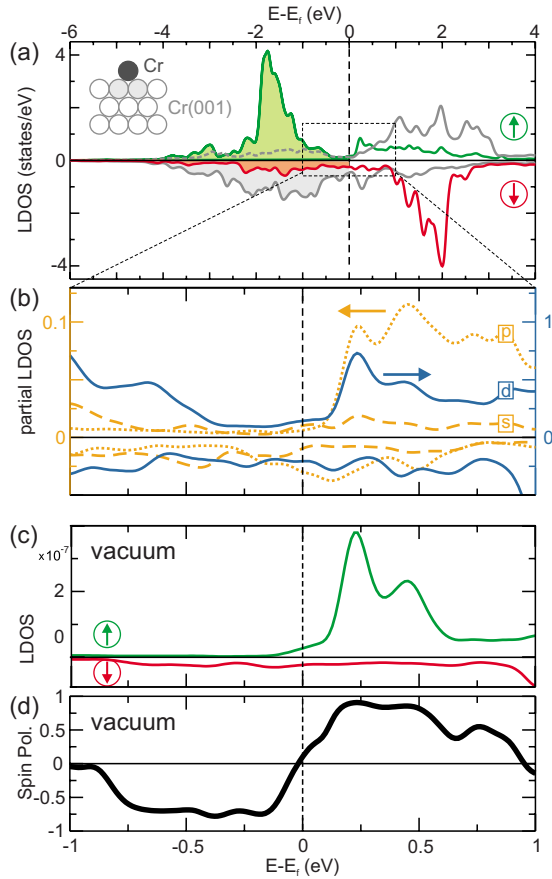 E-E_f (eV)
-6 -4 -2 0 2 4
(a)
4
0
-4
LDOS (states/eV)
Cr
Cr(001)
(b)
0.1
0
partial LDOS
1
0
p
d
s
(c)
x10^-7
2
0
LDOS
vacuum
(d)
1
0.5
0
-0.5
-1
Spin Pol.
vacuum
-1 -0.5 0 0.5 1
E-E_f (eV)